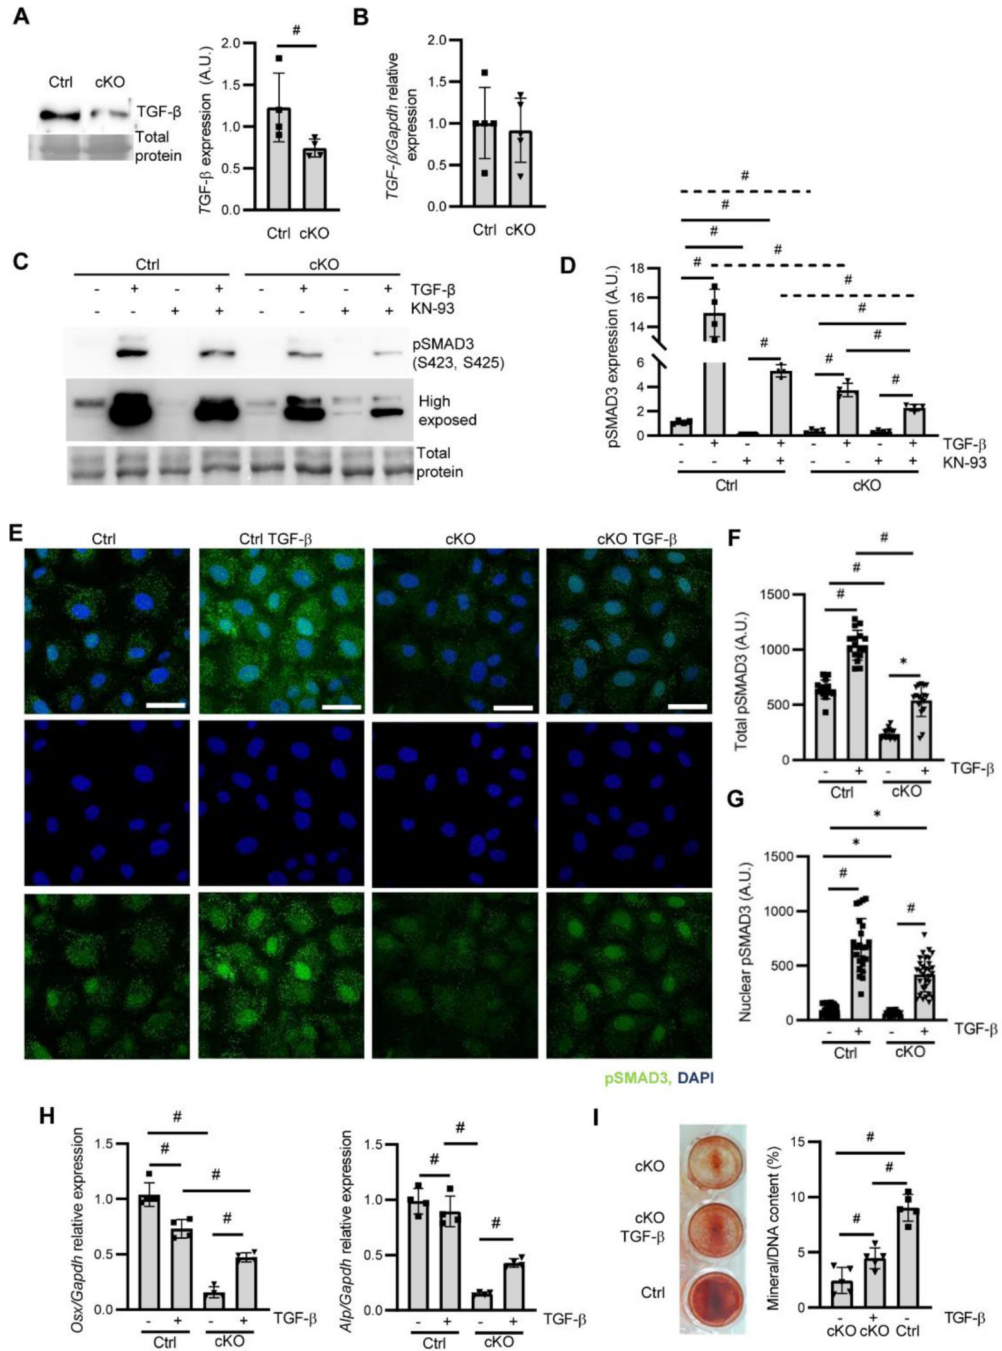 A
Ctrl cKO
TGF-β
Total
protein
TGF-β expression (A.U.)
2.0
1.5
1.0
0.5
0.0
#
Ctrl cKO
B
TGF-β/Gapdh relative
expression
2.0
1.5
1.0
0.5
0.0
Ctrl cKO
C
Ctrl cKO
- + - + - + - + TGF-β
- - + + - - + + KN-93
pSMAD3
(S423, S425)
High
exposed
Total
protein
D
pSMAD3 expression (A.U.)
18
16
14
6
4
2
0
#
#
#
#
#
#
#
#
#
#
#
#
- + - + - + - + TGF-β
- - + + - - + + KN-93
Ctrl cKO
E
Ctrl Ctrl TGF-β cKO cKO TGF-β
pSMAD3, DAPI
F
Total pSMAD3 (A.U.)
1500
1000
500
0
#
#
#
*
- + - + TGF-β
Ctrl cKO
G
Nuclear pSMAD3 (A.U.)
1500
1000
500
0
*
*
#
#
- + - + TGF-β
Ctrl cKO
H
Osx/Gapdh relative expression
1.5
1.0
0.5
0.0
#
#
#
#
- + - +
Ctrl cKO
Alp/Gapdh relative expression
1.5
1.0
0.5
0.0
#
#
#
- + - + TGF-β
Ctrl cKO
I
cKO
cKO
TGF-β
Ctrl
Mineral/DNA content (%)
15
10
5
0
#
#
#
- + - TGF-β
cKO cKO Ctrl